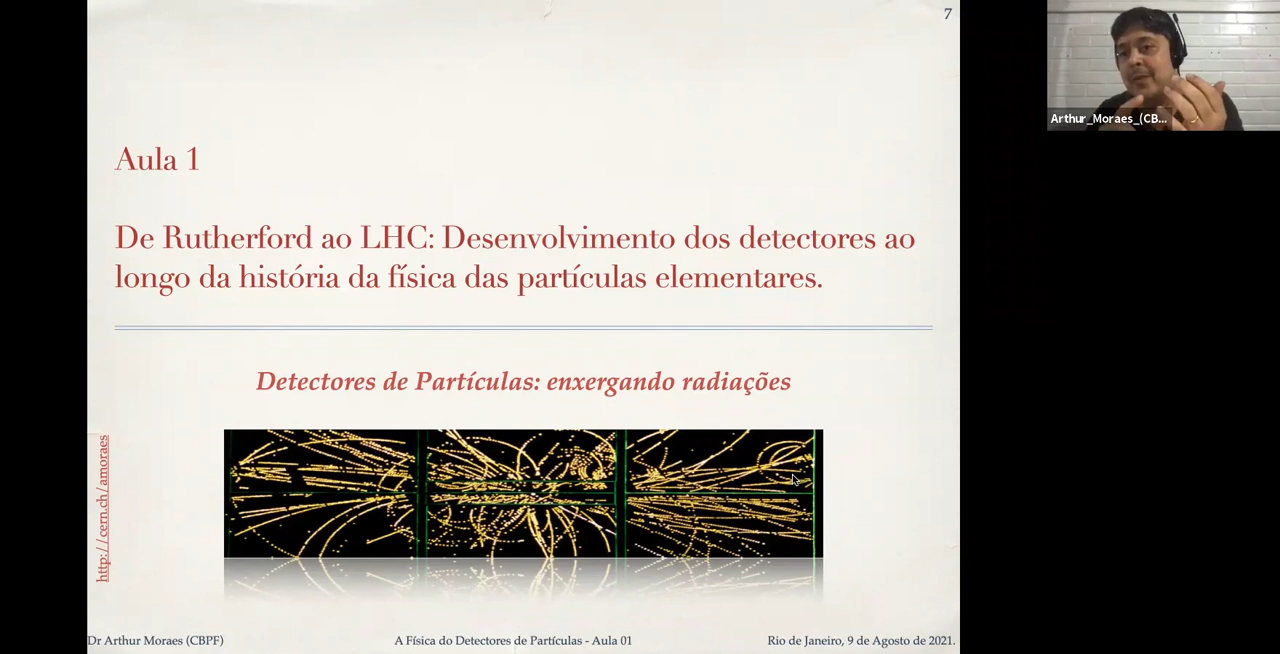 7
Arthur_Moraes_(CB...
Aula 1
De Rutherford ao LHC: Desenvolvimento dos detectores ao
longo da história da física das partículas elementares.
Detectores de Partículas: enxergando radiações
http://cern.ch/amoraes
Dr Arthur Moraes (CBPF)
A Física do Detectores de Partículas - Aula 01
Rio de Janeiro, 9 de Agosto de 2021.